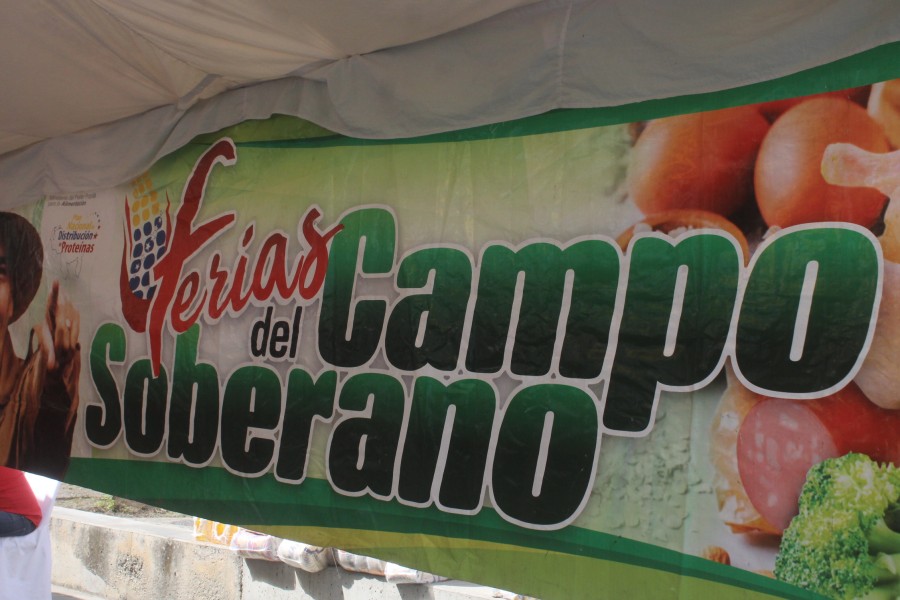 Distribución
Proteínas
Ferias
del Campo
Soberano